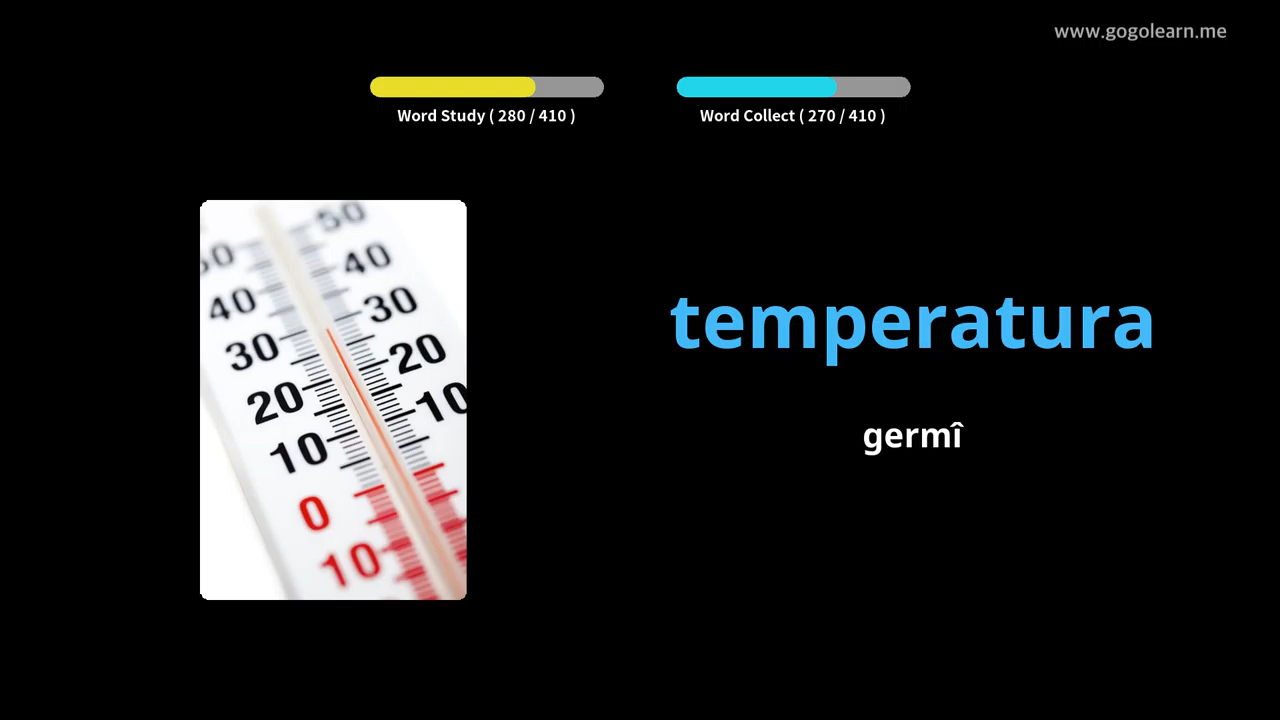 www.gogolearn.me
Word Study ( 280 / 410 )
Word Collect ( 270 / 410 )
50
50
40
40
30
30
20
20
10
10
0
10
temperatura
germî